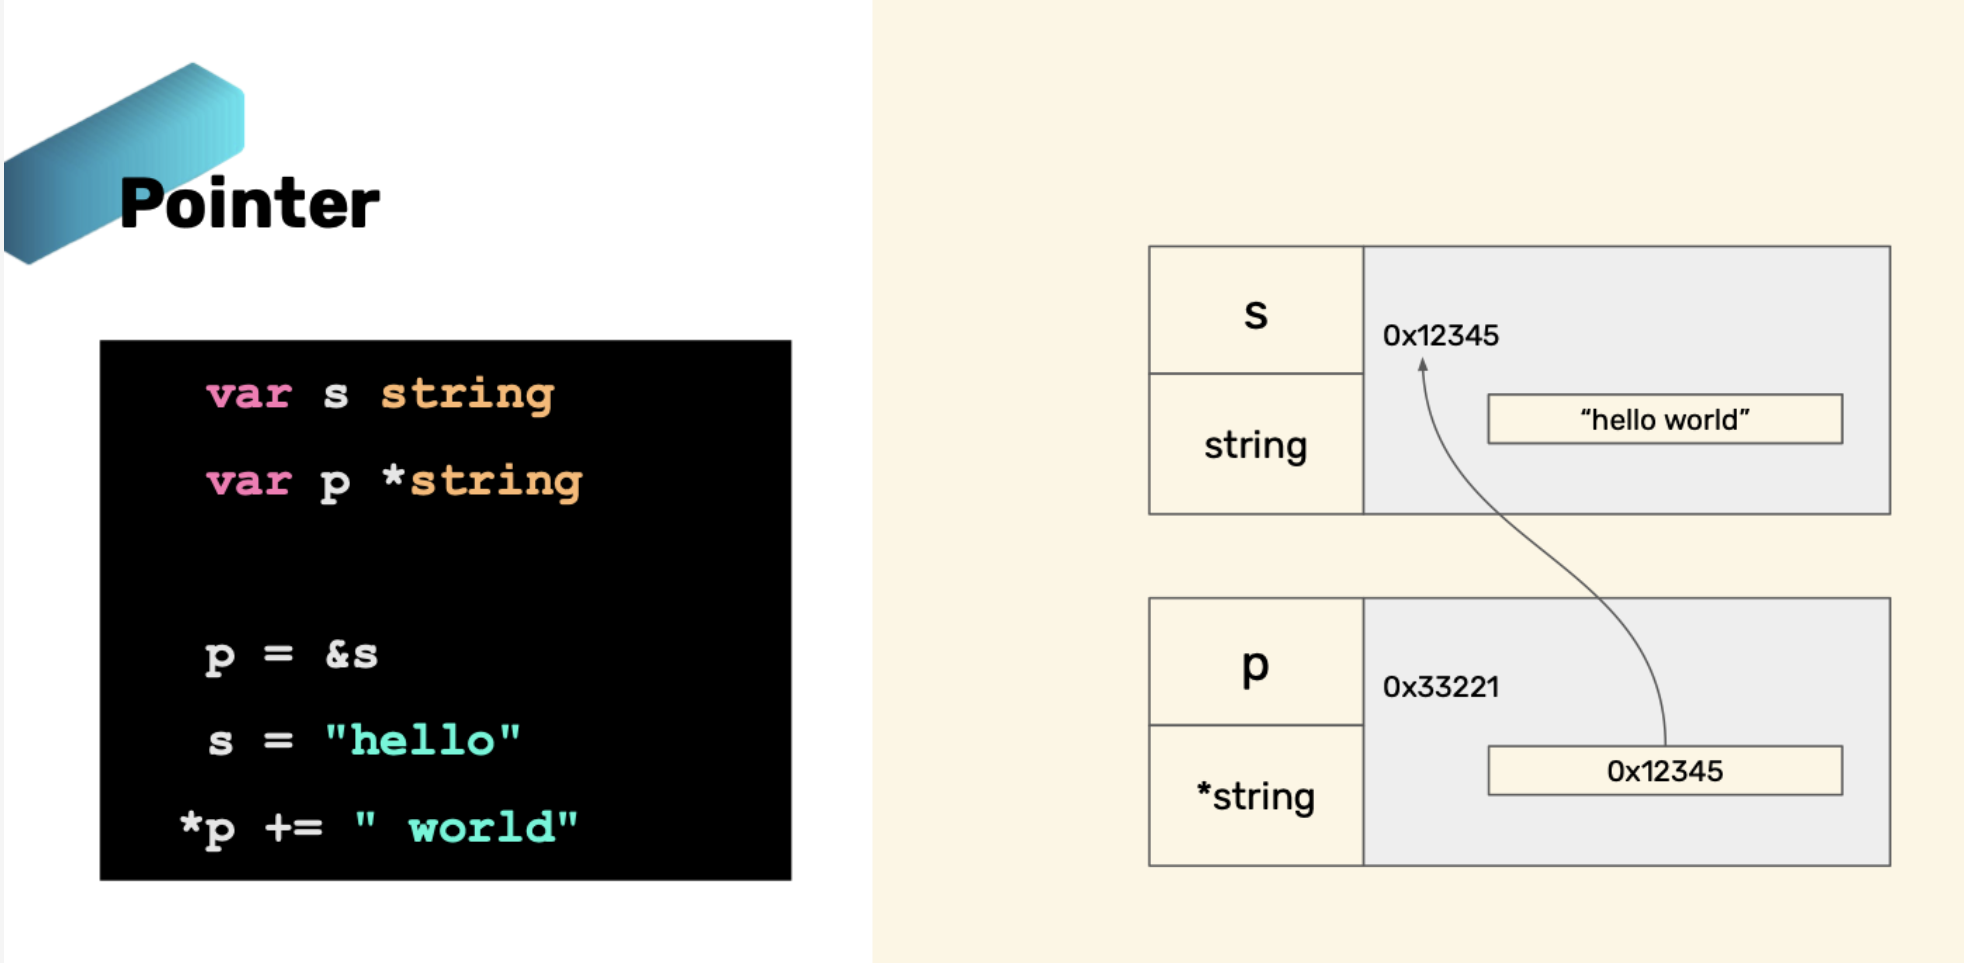 Pointer
var s string
var p *string
p = &s
s = "hello"
*p += " world"
s
0x12345
“hello world”
string
p
0x33221
0x12345
*string